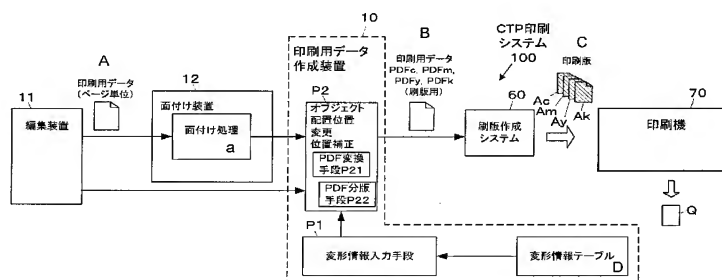 10
A
印刷用データ
(ページ単位)
11
編集装置
12
面付け装置
面付け処理
a
印刷用データ
作成装置
P2
オブジェクト
配置位置
変更
位置補正
PDF変換
手段P21
PDF分版
手段P22
P1
変形情報入力手段
変形情報テーブル
D
B
印刷用データ
PDFc, PDFm,
PDFy, PDFk
(刷版用)
CTP印刷
システム
100
60
刷版作成
システム
C
印刷版
Ac
Am
Ay
Ak
70
印刷機
Q